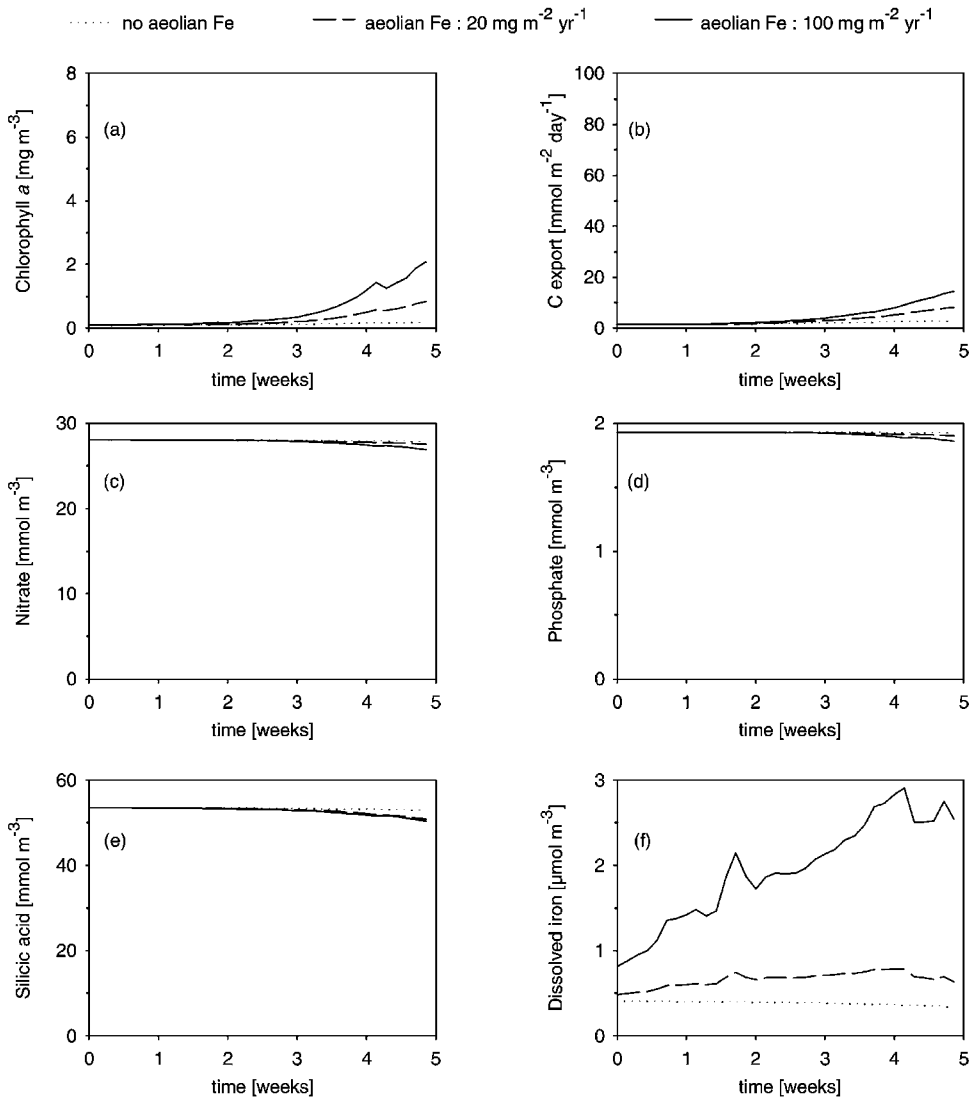 no aeolian Fe aeolian Fe : 20 mg m⁻² yr⁻¹ aeolian Fe : 100 mg m⁻² yr⁻¹
(a)
Chlorophyll a [mg m⁻³]
8
6
4
2
0
0 1 2 3 4 5
time [weeks]
(b)
C export [mmol m⁻² day⁻¹]
100
80
60
40
20
0
0 1 2 3 4 5
time [weeks]
(c)
Nitrate [mmol m⁻³]
30
20
10
0
0 1 2 3 4 5
time [weeks]
(d)
Phosphate [mmol m⁻³]
2
1
0
0 1 2 3 4 5
time [weeks]
(e)
Silicic acid [mmol m⁻³]
60
40
20
0
0 1 2 3 4 5
time [weeks]
(f)
Dissolved iron [µmol m⁻³]
3
2
1
0
0 1 2 3 4 5
time [weeks]